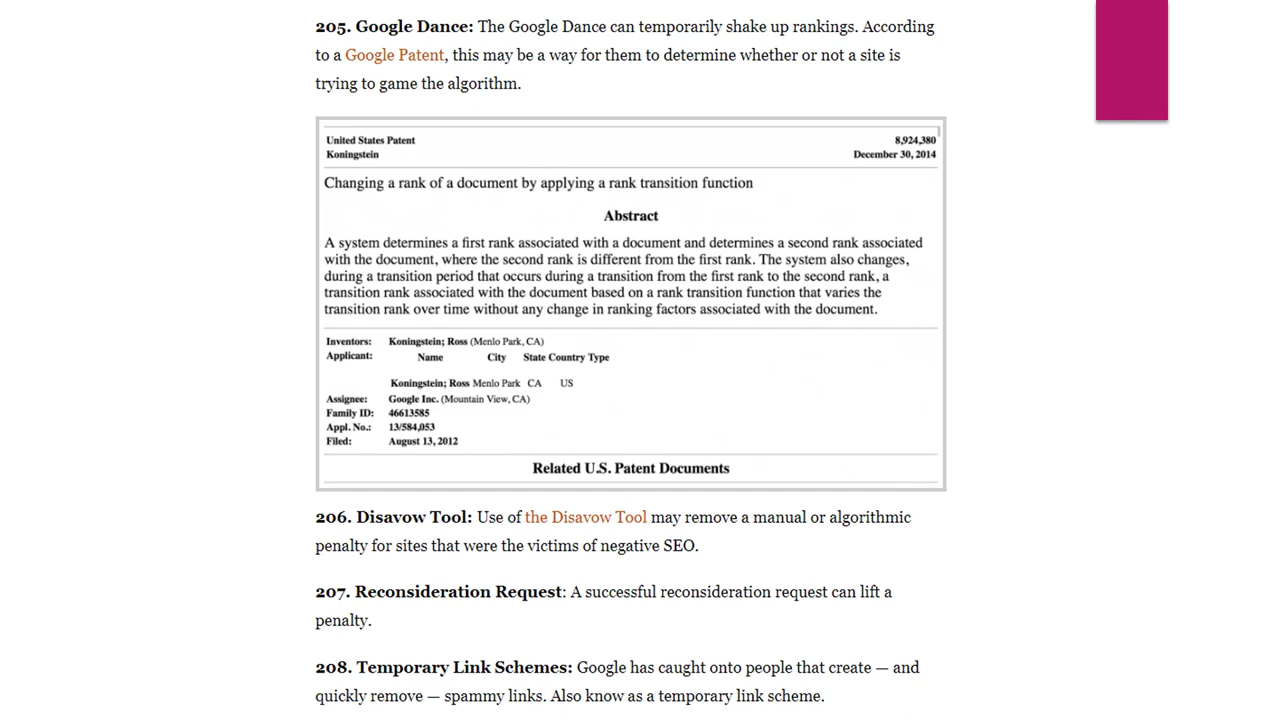 205. Google Dance: The Google Dance can temporarily shake up rankings. According
to a Google Patent, this may be a way for them to determine whether or not a site is
trying to game the algorithm.
United States Patent 8,924,380
Koningstein December 30, 2014
Changing a rank of a document by applying a rank transition function
Abstract
A system determines a first rank associated with a document and determines a second rank associated
with the document, where the second rank is different from the first rank. The system also changes,
during a transition period that occurs during a transition from the first rank to the second rank, a
transition rank associated with the document based on a rank transition function that varies the
transition rank over time without any change in ranking factors associated with the document.
Inventors: Koningstein; Ross (Menlo Park, CA)
Applicant: Name City State Country Type
Koningstein; Ross Menlo Park CA US
Assignee: Google Inc. (Mountain View, CA)
Family ID: 46613585
Appl. No.: 13/584,053
Filed: August 13, 2012
Related U.S. Patent Documents
206. Disavow Tool: Use of the Disavow Tool may remove a manual or algorithmic
penalty for sites that were the victims of negative SEO.
207. Reconsideration Request: A successful reconsideration request can lift a
penalty.
208. Temporary Link Schemes: Google has caught onto people that create — and
quickly remove — spammy links. Also know as a temporary link scheme.